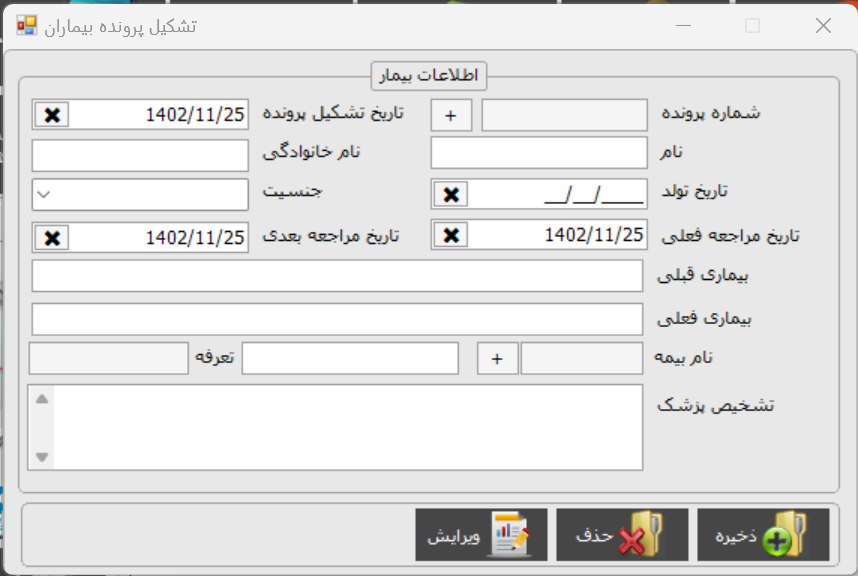 تشکیل پرونده بیماران
اطلاعات بیمار
شماره پرونده + تاریخ تشکیل پرونده 1402/11/25
نام نام خانوادگی
تاریخ تولد __/__/____ جنسیت
تاریخ مراجعه فعلی 1402/11/25 تاریخ مراجعه بعدی 1402/11/25
بیماری قبلی
بیماری فعلی
نام بیمه + تعرفه
تشخیص پزشک
ذخیره حذف ویرایش